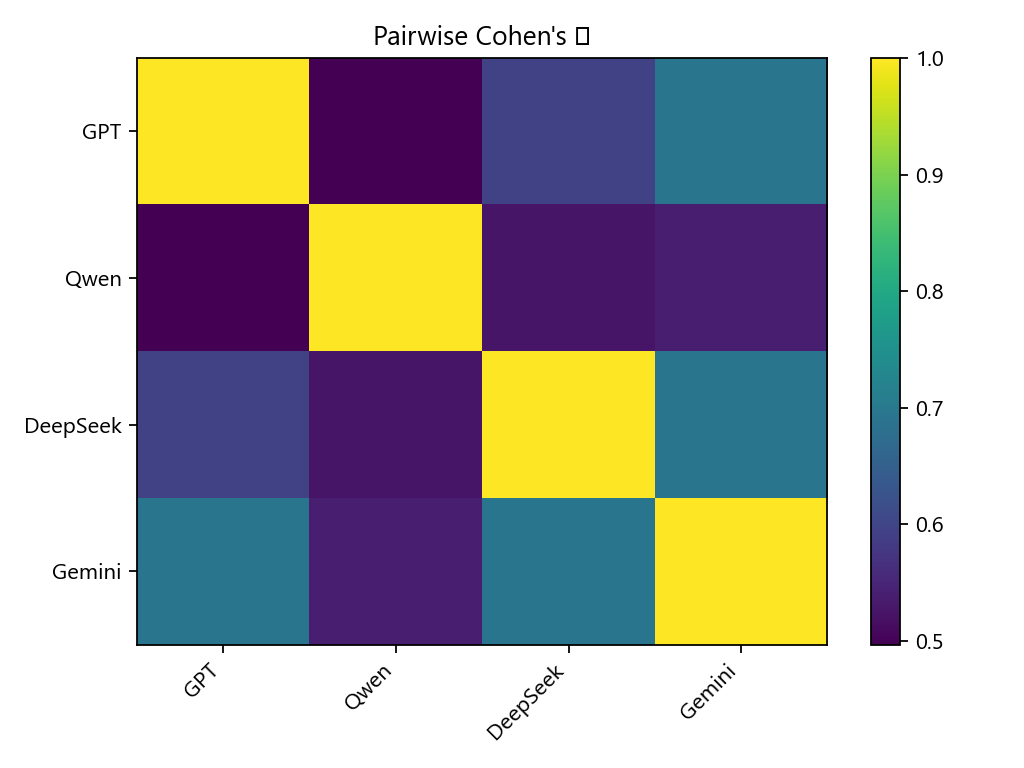 Pairwise Cohen's □
GPT
Qwen
DeepSeek
Gemini
GPT
Qwen
DeepSeek
Gemini
1.0
0.9
0.8
0.7
0.6
0.5